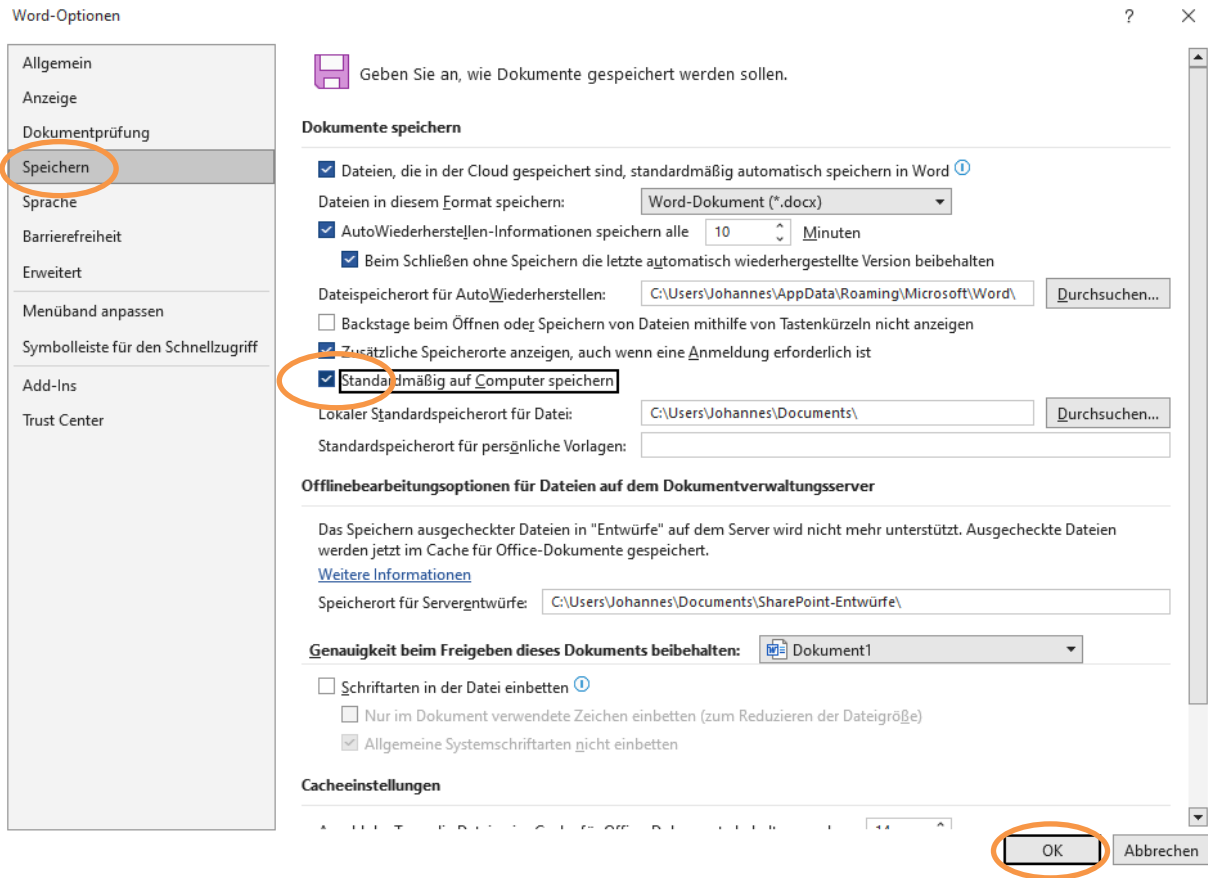 Word-Optionen
?
Allgemein
Anzeige
Dokumentprüfung
Speichern
Sprache
Barrierefreiheit
Erweitert
Menüband anpassen
Symbolleiste für den Schnellzugriff
Add-Ins
Trust Center
Geben Sie an, wie Dokumente gespeichert werden sollen.
Dokumente speichern
Dateien, die in der Cloud gespeichert sind, standardmäßig automatisch speichern in Word
Dateien in diesem Format speichern: Word-Dokument (*.docx)
AutoWiederherstellen-Informationen speichern alle 10 Minuten
Beim Schließen ohne Speichern die letzte automatisch wiederhergestellte Version beibehalten
Dateispeicherort für AutoWiederherstellen: C:\Users\Johannes\AppData\Roaming\Microsoft\Word\ Durchsuchen...
Backstage beim Öffnen oder Speichern von Dateien mithilfe von Tastenkürzeln nicht anzeigen
Zusätzliche Speicherorte anzeigen, auch wenn eine Anmeldung erforderlich ist
Standardmäßig auf Computer speichern
Lokaler Standardspeicherort für Datei: C:\Users\Johannes\Documents\ Durchsuchen...
Standardspeicherort für persönliche Vorlagen:
Offlinebearbeitungsoptionen für Dateien auf dem Dokumentverwaltungsserver
Das Speichern ausgecheckter Dateien in "Entwürfe" auf dem Server wird nicht mehr unterstützt. Ausgecheckte Dateien
werden jetzt im Cache für Office-Dokumente gespeichert.
Weitere Informationen
Speicherort für Serverentwürfe: C:\Users\Johannes\Documents\SharePoint-Entwürfe\
Genauigkeit beim Freigeben dieses Dokuments beibehalten: Dokument1
Schriftarten in der Datei einbetten
Nur im Dokument verwendete Zeichen einbetten (zum Reduzieren der Dateigröße)
Allgemeine Systemschriftarten nicht einbetten
Cacheeinstellungen
OK Abbrechen